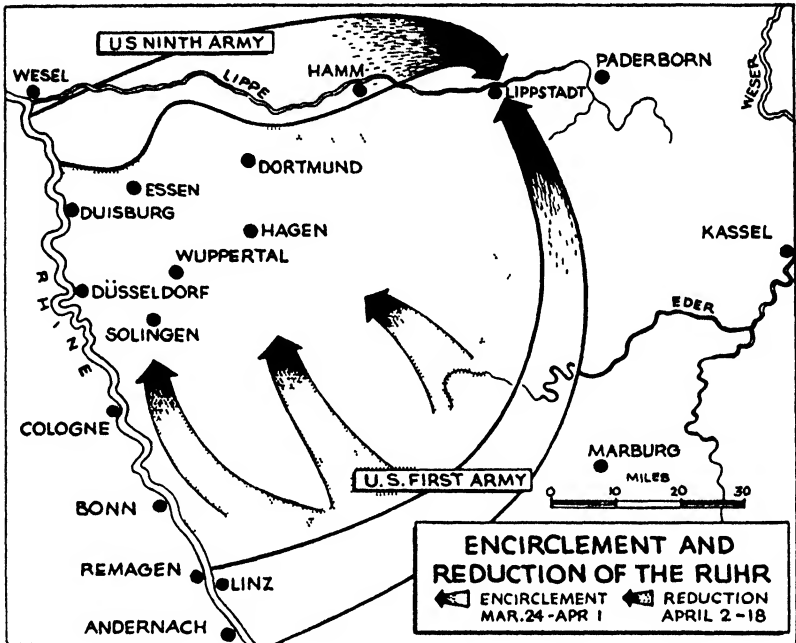 US NINTH ARMY
WESEL
LIPPE
HAMM
LIPPSTADT
PADERBORN
WESER
DORTMUND
ESSEN
DUISBURG
HAGEN
WUPPERTAL
KASSEL
RHINE
DÜSSELDORF
SOLINGEN
EDER
COLOGNE
MARBURG
MILES
0 10 20 30
U.S. FIRST ARMY
BONN
REMAGEN
LINZ
ANDERNACH
ENCIRCLEMENT AND
REDUCTION OF THE RUHR
ENCIRCLEMENT
MAR. 24-APR 1
REDUCTION
APRIL 2-18